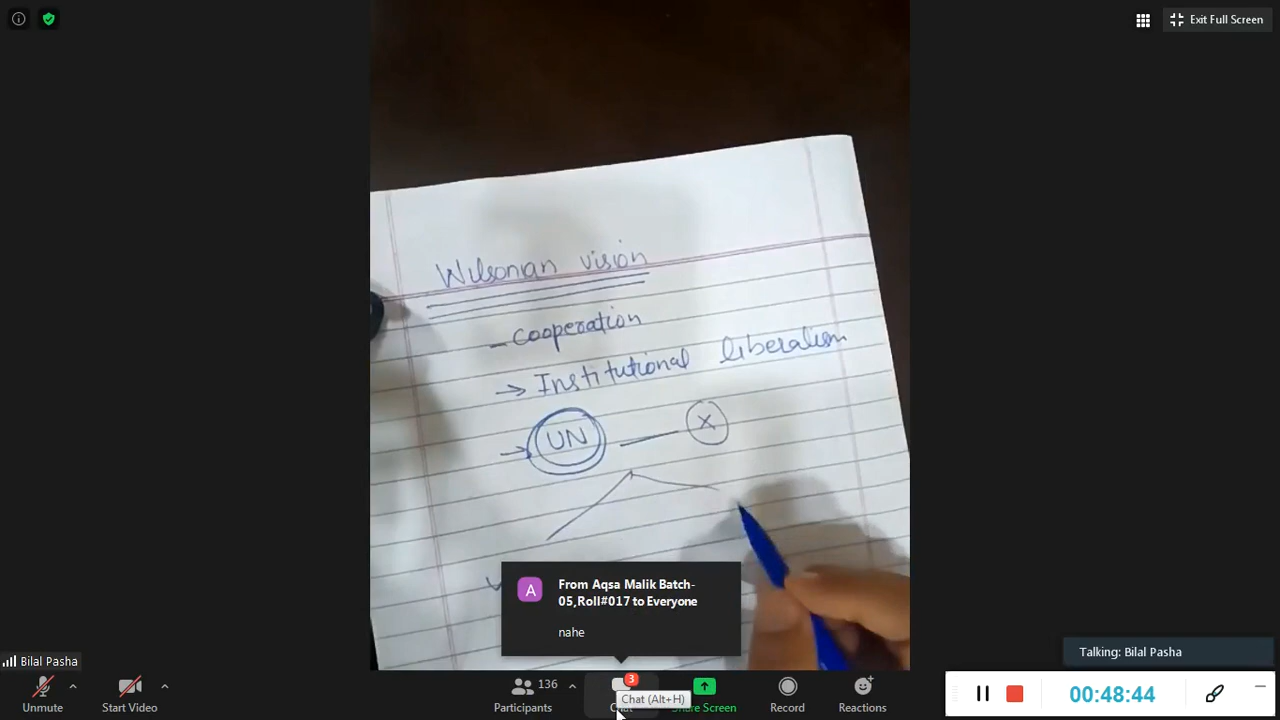 Exit Full Screen
Wilsonian vision
- Cooperation
→ Institutional liberalism
→ UN — X
From Aqsa Malik Batch-
05,Roll#017 to Everyone
A
nahe
Bilal Pasha
Talking: Bilal Pasha
136
3
Chat (Alt+H)
00:48:44
Unmute
Start Video
Participants
Chat
Share Screen
Record
Reactions